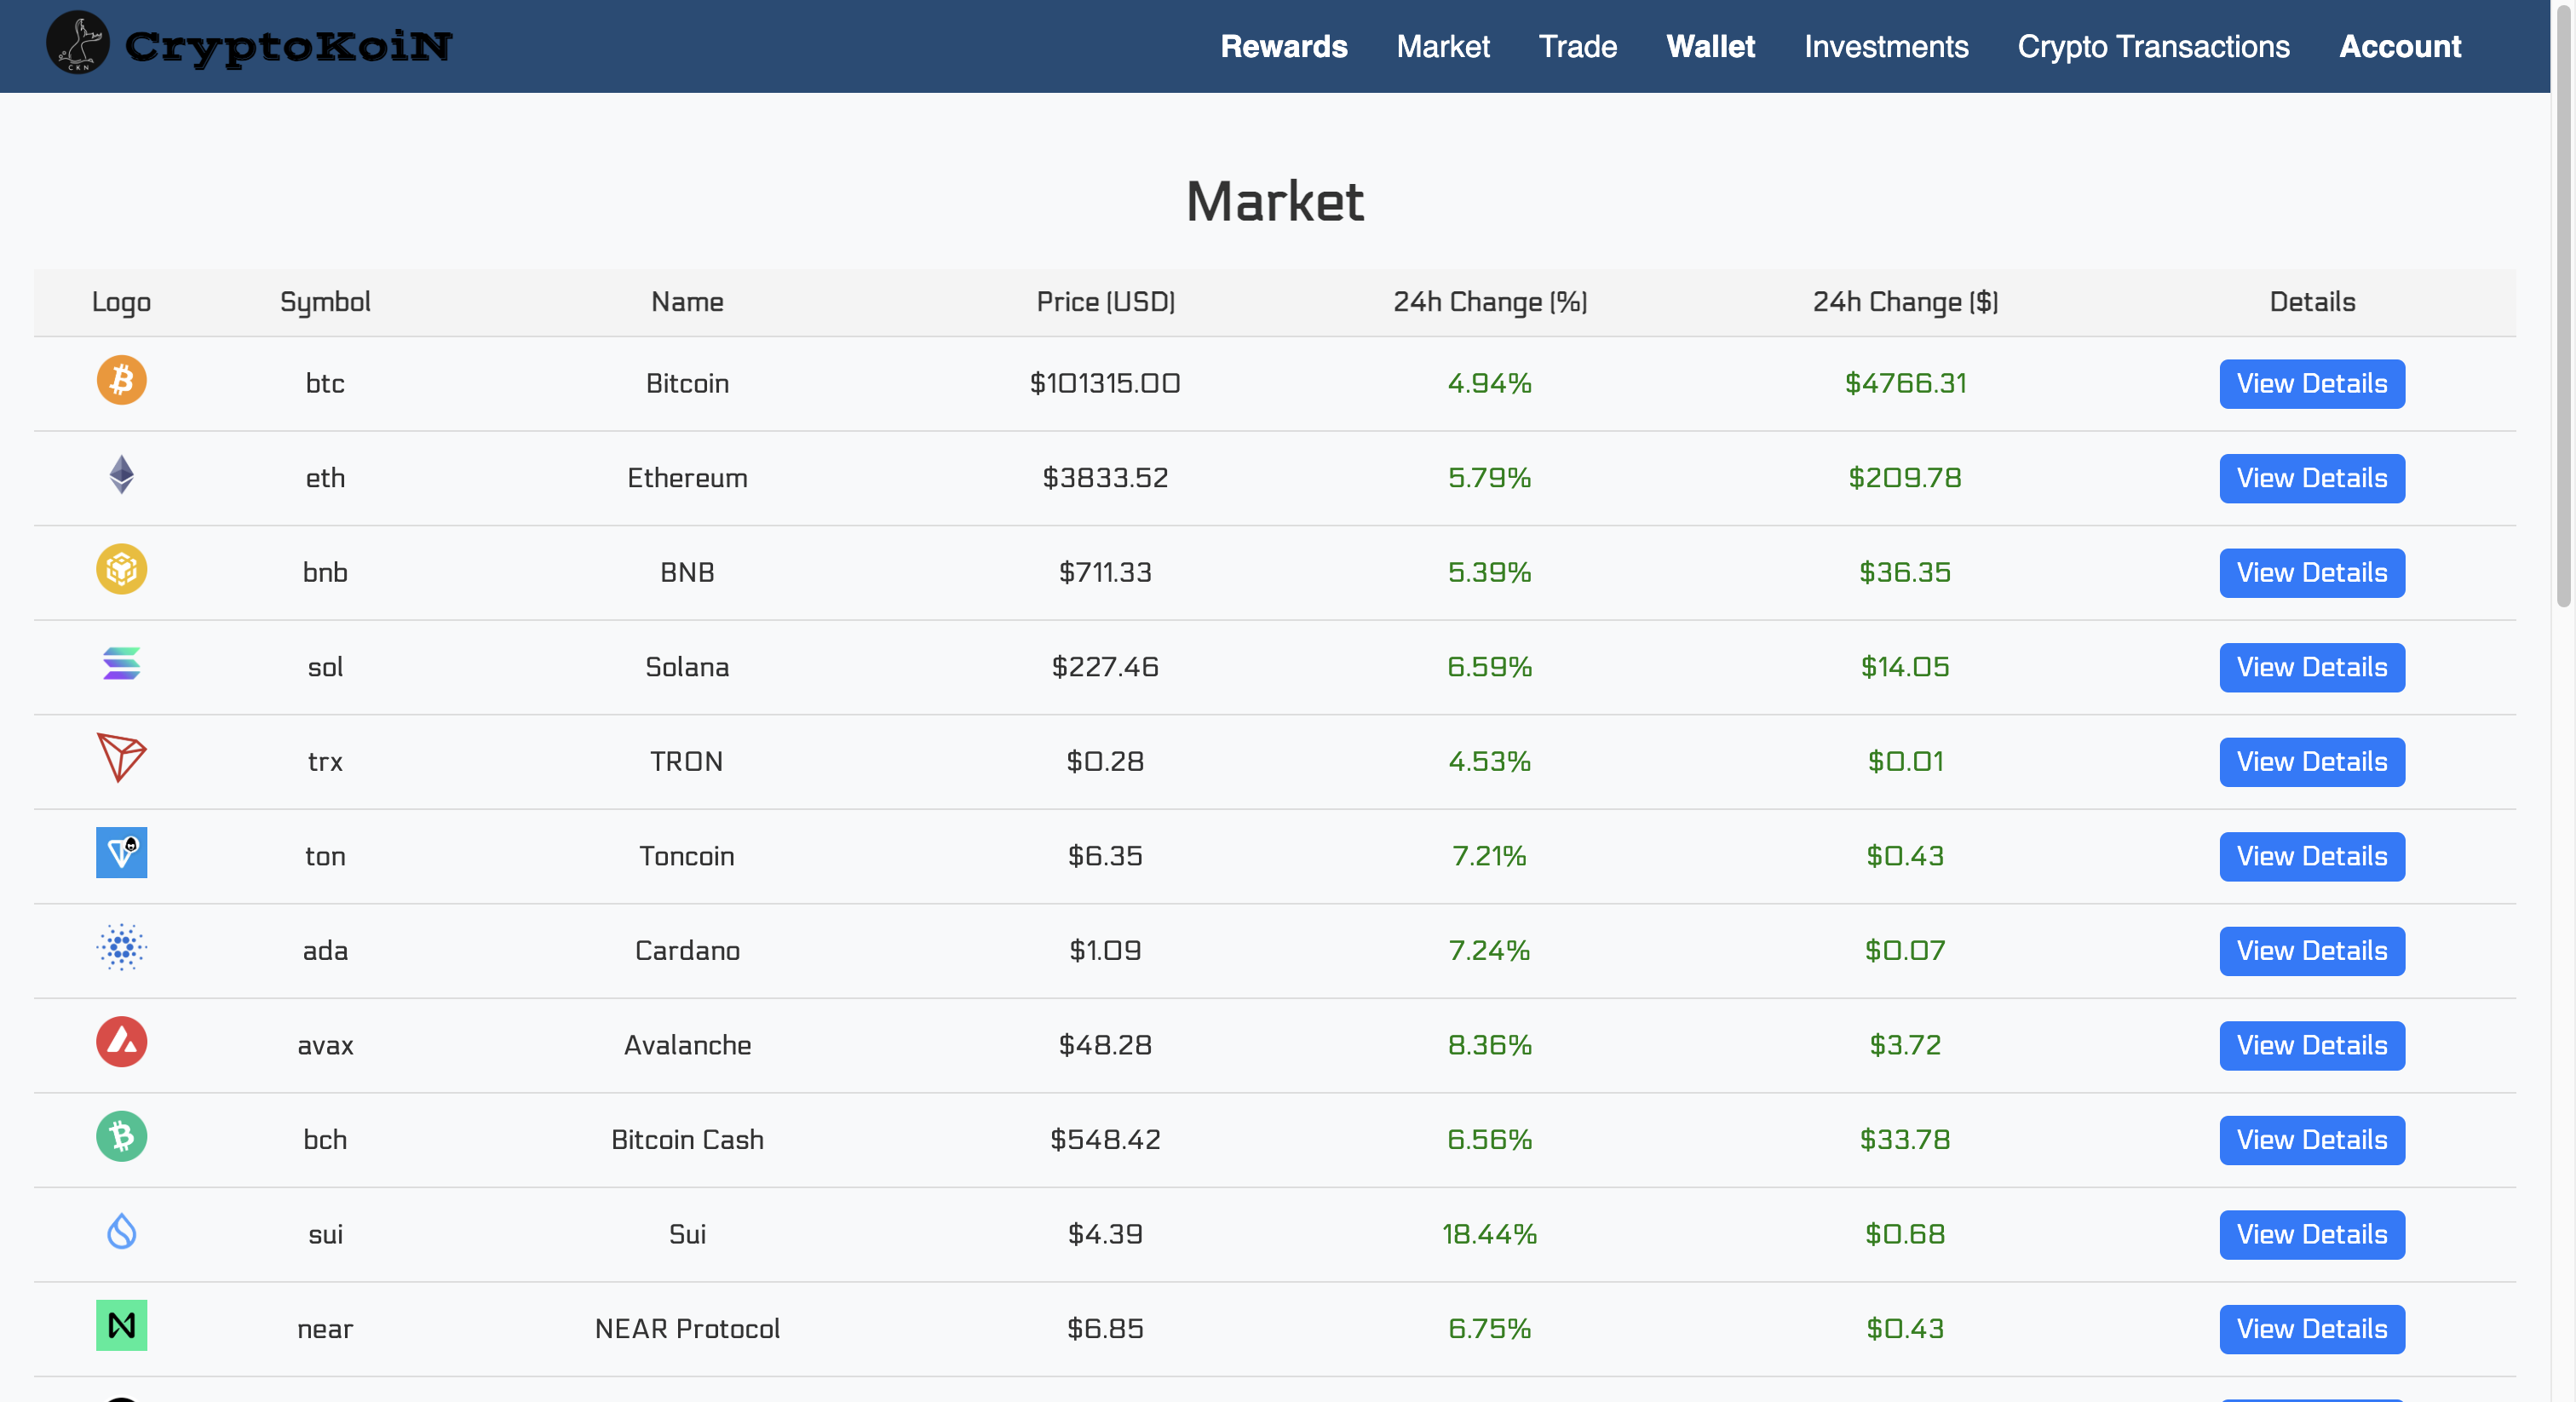 CKN CryptoKoiN Rewards Market Trade Wallet Investments Crypto Transactions Account
Market
Logo Symbol Name Price (USD) 24h Change (%) 24h Change ($) Details
btc Bitcoin $101315.00 4.94% $4766.31 View Details
eth Ethereum $3833.52 5.79% $209.78 View Details
bnb BNB $711.33 5.39% $36.35 View Details
sol Solana $227.46 6.59% $14.05 View Details
trx TRON $0.28 4.53% $0.01 View Details
ton Toncoin $6.35 7.21% $0.43 View Details
ada Cardano $1.09 7.24% $0.07 View Details
avax Avalanche $48.28 8.36% $3.72 View Details
bch Bitcoin Cash $548.42 6.56% $33.78 View Details
sui Sui $4.39 18.44% $0.68 View Details
near NEAR Protocol $6.85 6.75% $0.43 View Details